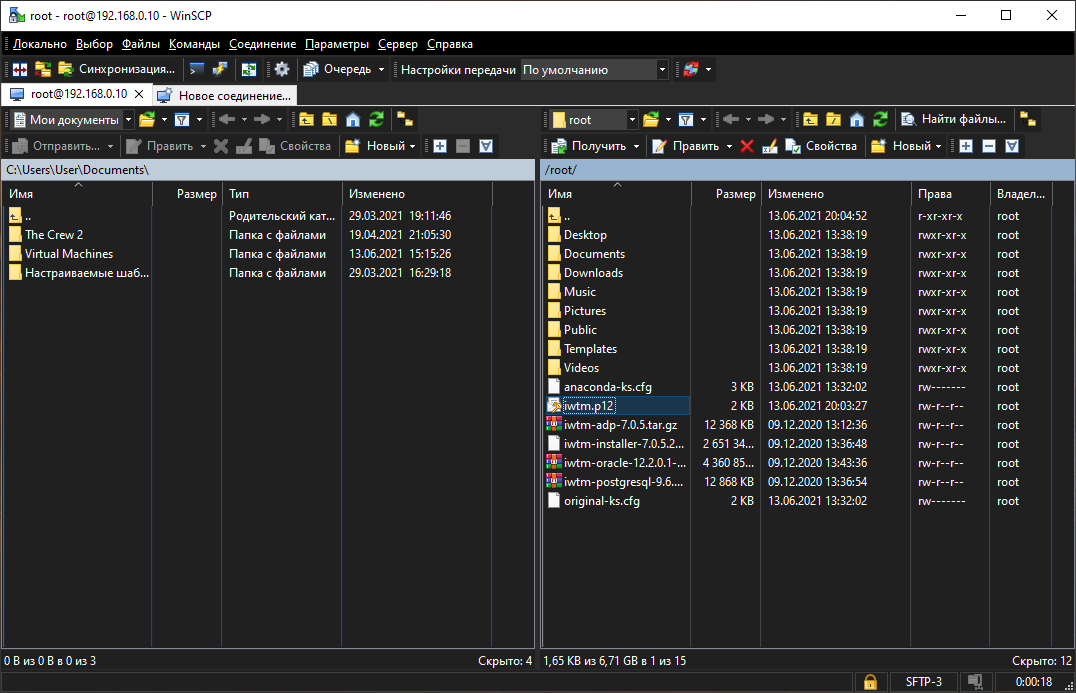 root - root@192.168.0.10 - WinSCP
Локально Выбор Файлы Команды Соединение Параметры Сервер Справка
Синхронизация... Очередь Настройки передачи По умолчанию
root@192.168.0.10 Новое соединение...
Мои документы root Найти файлы...
Отправить... Править Свойства Новый Получить Править Свойства Новый
C:\Users\User\Documents\ /root/
Имя Размер Тип Изменено Имя Размер Изменено Права Владел...
.. Родительский кат... 29.03.2021 19:11:46 .. 13.06.2021 20:04:52 r-xr-xr-x root
The Crew 2 Папка с файлами 19.04.2021 21:05:30 Desktop 13.06.2021 13:38:19 rwxr-xr-x root
Virtual Machines Папка с файлами 13.06.2021 15:15:26 Documents 13.06.2021 13:38:19 rwxr-xr-x root
Настраиваемые шаб... Папка с файлами 29.03.2021 16:29:18 Downloads 13.06.2021 13:38:19 rwxr-xr-x root
Music 13.06.2021 13:38:19 rwxr-xr-x root
Pictures 13.06.2021 13:38:19 rwxr-xr-x root
Public 13.06.2021 13:38:19 rwxr-xr-x root
Templates 13.06.2021 13:38:19 rwxr-xr-x root
Videos 13.06.2021 13:38:19 rwxr-xr-x root
anaconda-ks.cfg 3 KB 13.06.2021 13:32:02 rw------- root
iwtm.p12 2 KB 13.06.2021 20:03:27 rw-r--r-- root
iwtm-adp-7.0.5.tar.gz 12 368 KB 09.12.2020 13:12:36 rw-r--r-- root
iwtm-installer-7.0.5.2... 2 651 34... 09.12.2020 13:36:48 rw-r--r-- root
iwtm-oracle-12.2.0.1-... 4 360 85... 09.12.2020 13:43:36 rw-r--r-- root
iwtm-postgresql-9.6.... 12 868 KB 09.12.2020 13:36:54 rw-r--r-- root
original-ks.cfg 2 KB 13.06.2021 13:32:02 rw------- root
0 B из 0 B в 0 из 3 Скрыто: 4 1,65 KB из 6,71 GB в 1 из 15 Скрыто: 12
SFTP-3 0:00:18